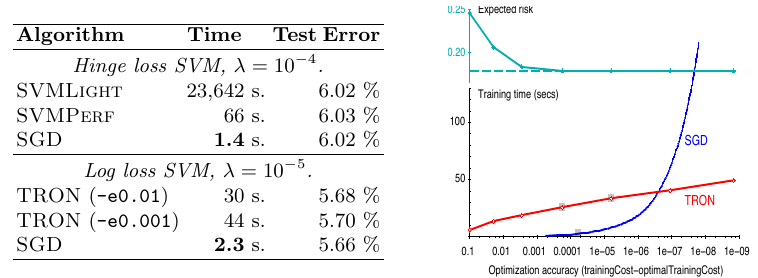 Algorithm Time Test Error
Hinge loss SVM, λ = 10⁻⁴.
SVMLight 23,642 s. 6.02 %
SVMPerf 66 s. 6.03 %
SGD 1.4 s. 6.02 %
Log loss SVM, λ = 10⁻⁵.
TRON (-e0.01) 30 s. 5.68 %
TRON (-e0.001) 44 s. 5.70 %
SGD 2.3 s. 5.66 %
0.25
Expected risk
0.20
Training time (secs)
100
SGD
50
TRON
0.1 0.01 0.001 0.0001 1e−05 1e−06 1e−07 1e−08 1e−09
Optimization accuracy (trainingCost−optimalTrainingCost)